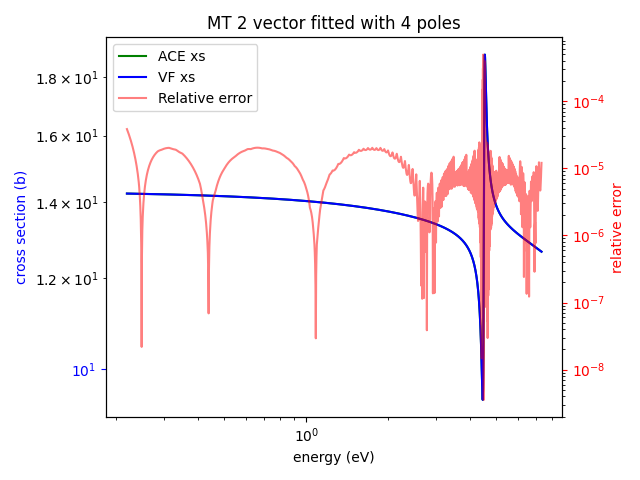 MT 2 vector fitted with 4 poles
ACE xs
VF xs
Relative error
cross section (b)
1.8 × 10¹
1.6 × 10¹
1.4 × 10¹
1.2 × 10¹
10¹
10⁻⁴
10⁻⁵
10⁻⁶
10⁻⁷
10⁻⁸
relative error
10⁰
energy (eV)